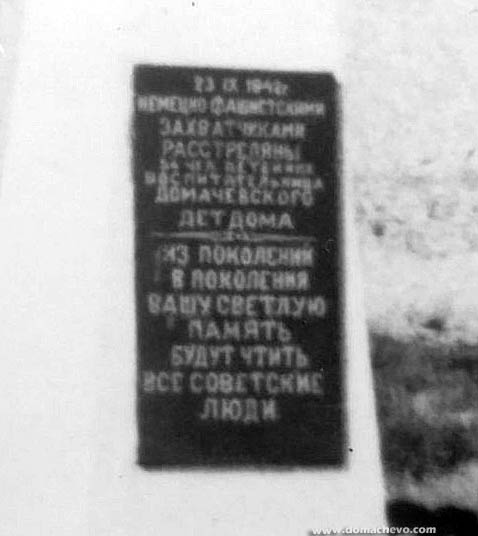 23 IX 1942г.
НЕМЕЦКО ФАШИСТСКИМИ
ЗАХВАТЧИКАМИ
РАССТРЕЛЯНЫ
ВОСПИТАТЕЛЬНИЦА
ДОМАЧЕВСКОГО
ДЕТДОМА
ИЗ ПОКОЛЕНИЙ
В ПОКОЛЕНИЯ
ВАШУ СВЕТЛУЮ
ПАМЯТЬ
БУДУТ ЧТИТЬ
ВСЕ СОВЕТСКИЕ
ЛЮДИ
www.domachevo.com